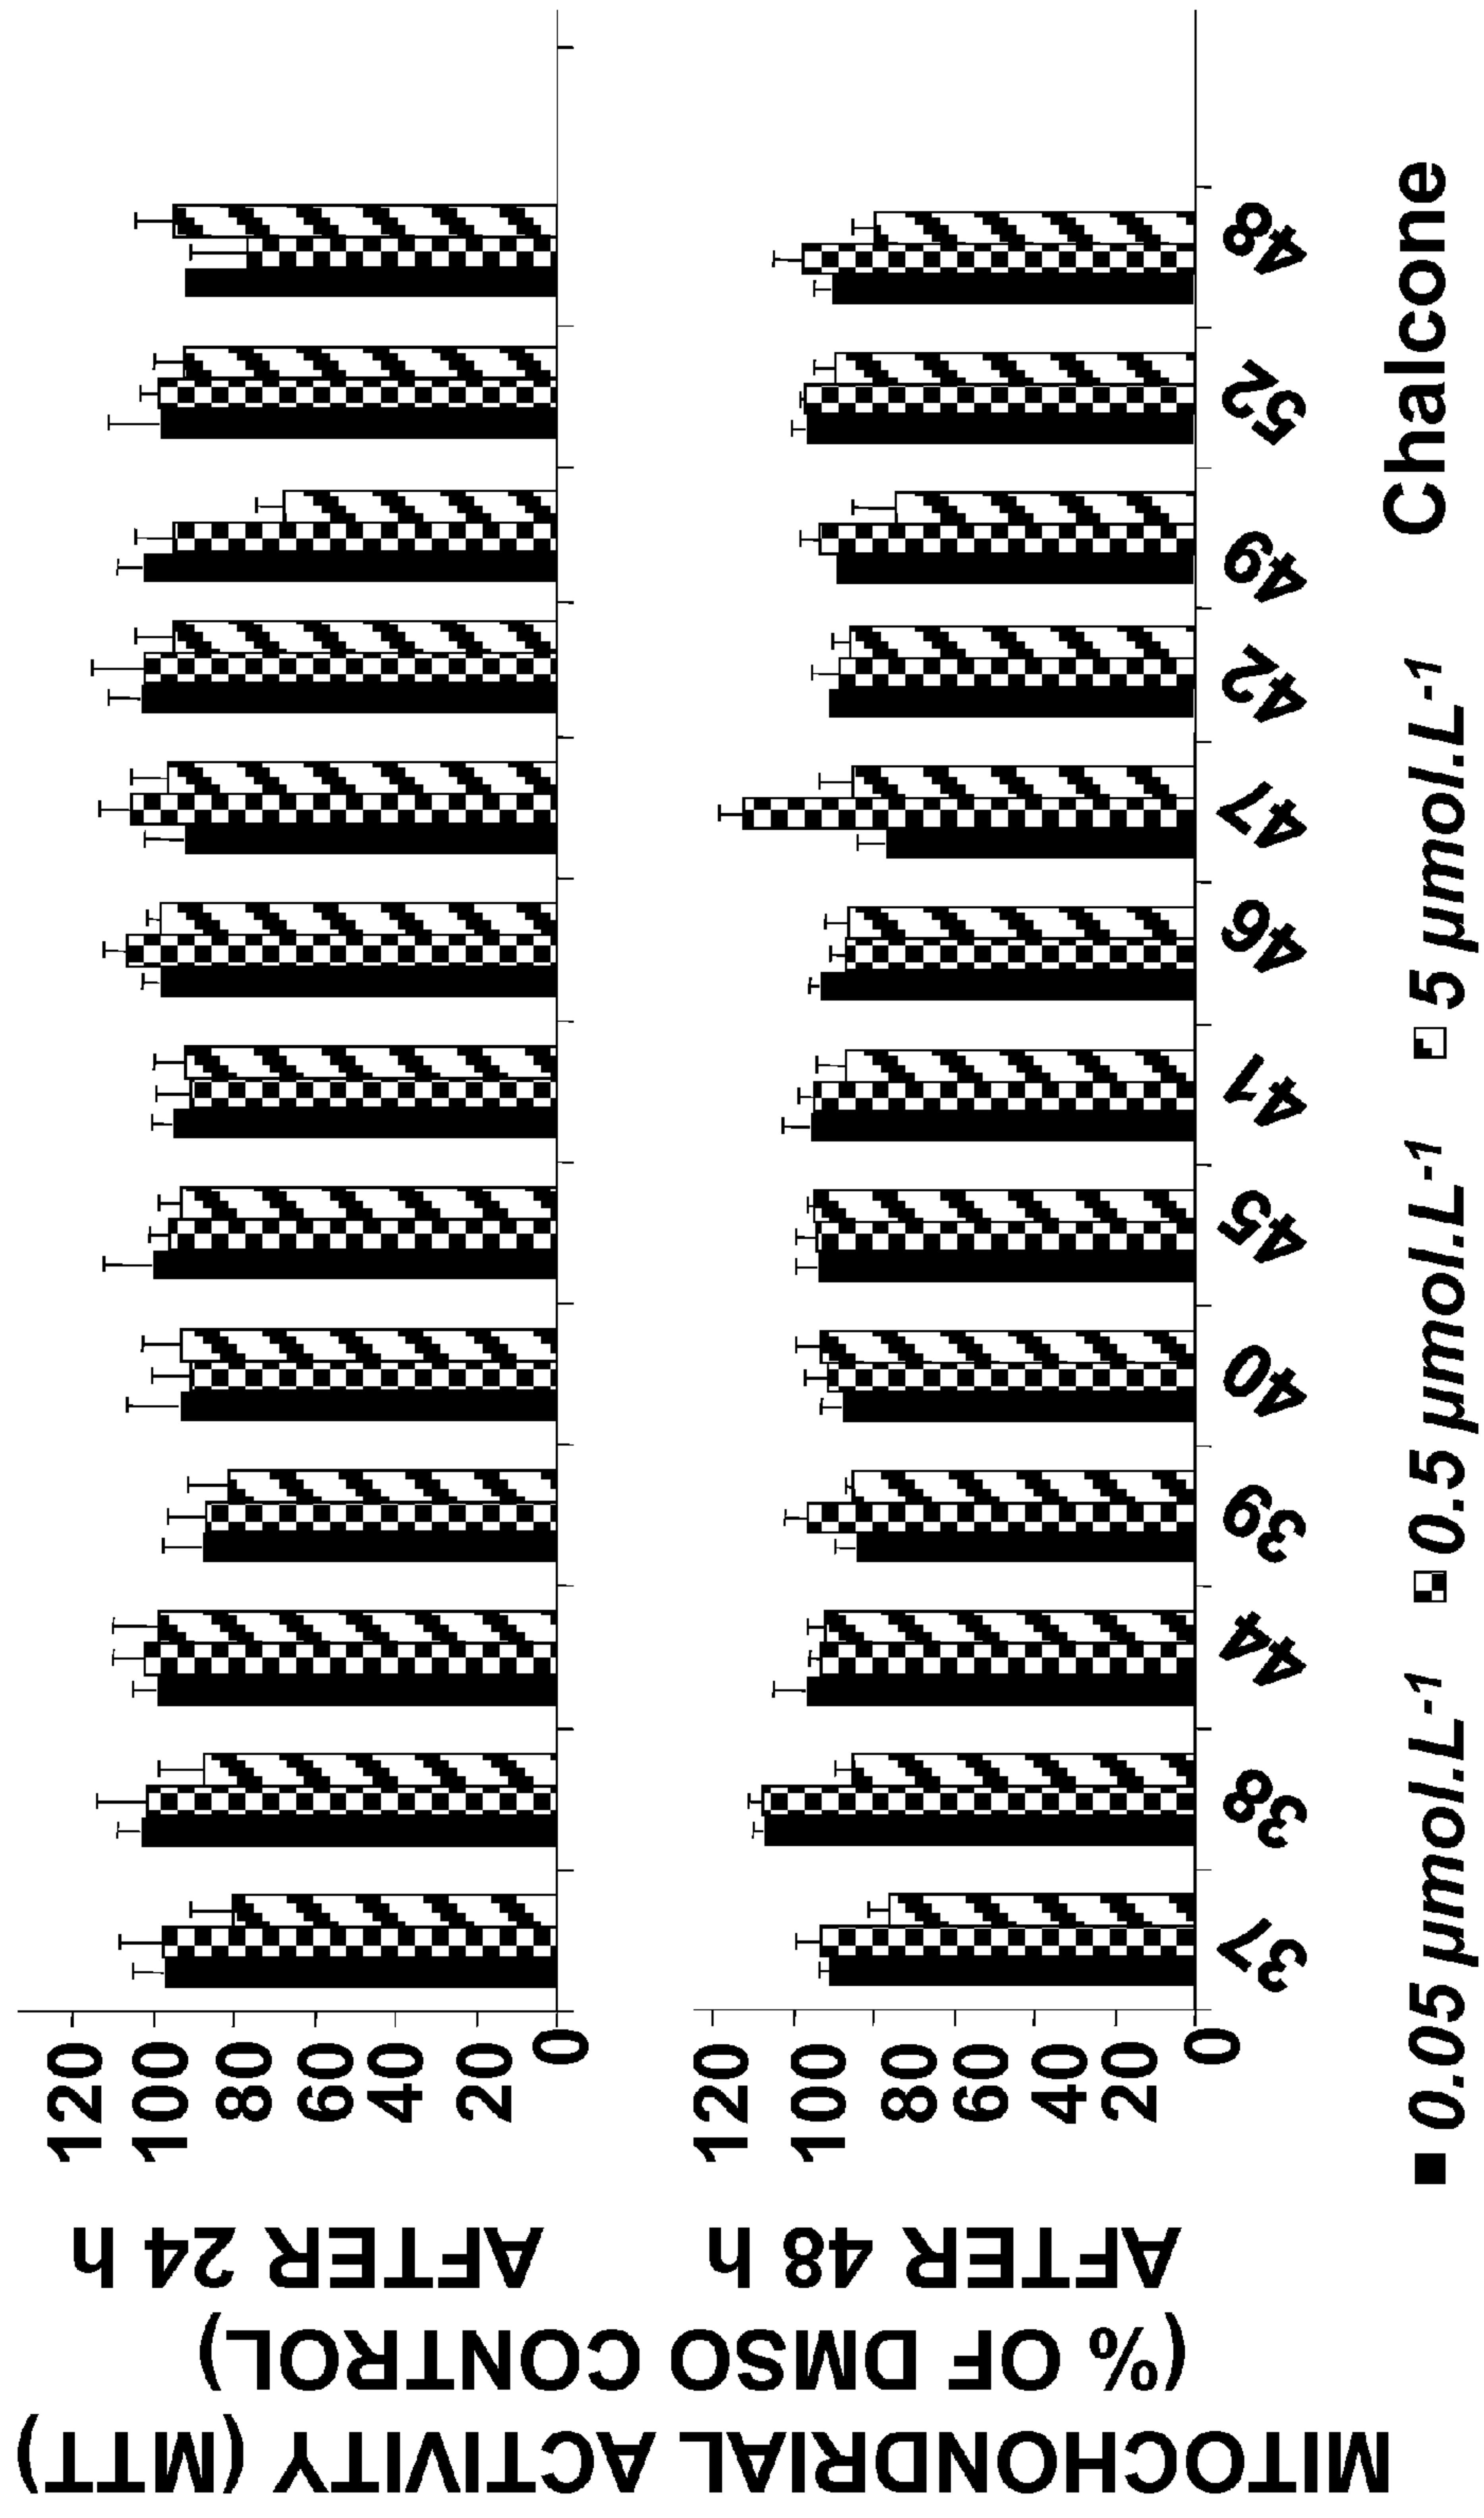 MITOCHONDRIAL ACTIVITY (MTT)
(% OF DMSO CONTROL)
AFTER 24 h
120
100
80
60
40
20
0
AFTER 48 h
120
100
80
60
40
20
0
37 38 44 39 40 45 41 46 47 42 49 52 48
Chalcone
0.05 µmol.L-1 0.5 µmol.L-1 5 µmol.L-1